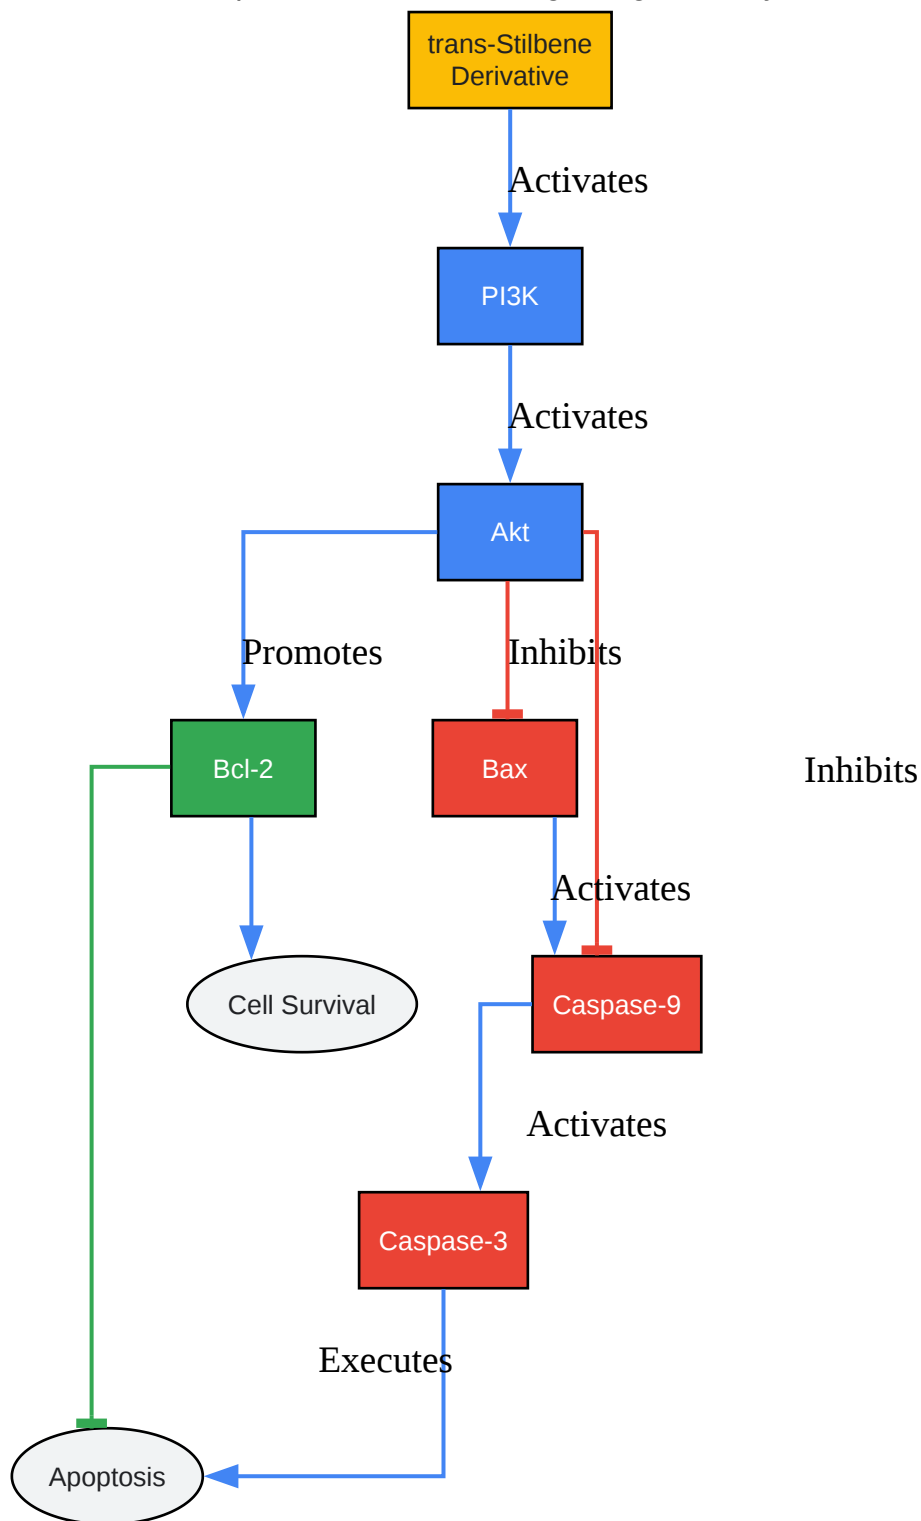 trans-Stilbene
Derivative
Activates
PI3K
Activates
Akt
Promotes
Inhibits
Bcl-2
Bax
Inhibits
Activates
Cell Survival
Caspase-9
Activates
Caspase-3
Executes
Apoptosis